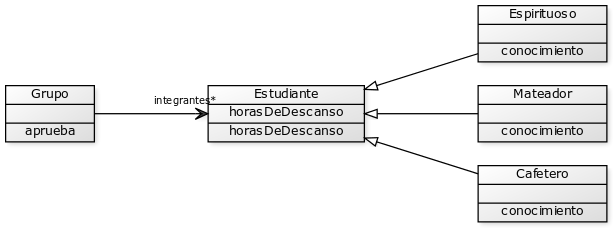 Grupo
aprueba
integrantes*
Estudiante
horasDeDescanso
horasDeDescanso
Espirituoso
conocimiento
Mateador
conocimiento
Cafetero
conocimiento